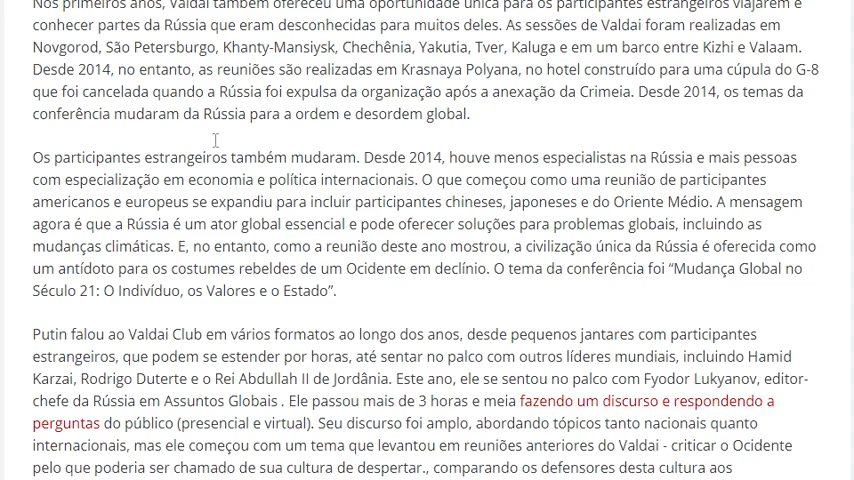 Nos primeiros anos, Valdai também ofereceu uma oportunidade única para os participantes estrangeiros viajarem e
conhecer partes da Rússia que eram desconhecidas para muitos deles. As sessões de Valdai foram realizadas em
Novgorod, São Petersburgo, Khanty-Mansiysk, Chechênia, Yakutia, Tver, Kaluga e em um barco entre Kizhi e Valaam.
Desde 2014, no entanto, as reuniões são realizadas em Krasnaya Polyana, no hotel construído para uma cúpula do G-8
que foi cancelada quando a Rússia foi expulsa da organização após a anexação da Crimeia. Desde 2014, os temas da
conferência mudaram da Rússia para a ordem e desordem global.
Os participantes estrangeiros também mudaram. Desde 2014, houve menos especialistas na Rússia e mais pessoas
com especialização em economia e política internacionais. O que começou como uma reunião de participantes
americanos e europeus se expandiu para incluir participantes chineses, japoneses e do Oriente Médio. A mensagem
agora é que a Rússia é um ator global essencial e pode oferecer soluções para problemas globais, incluindo as
mudanças climáticas. E, no entanto, como a reunião deste ano mostrou, a civilização única da Rússia é oferecida como
um antídoto para os costumes rebeldes de um Ocidente em declínio. O tema da conferência foi “Mudança Global no
Século 21: O Indivíduo, os Valores e o Estado”.
Putin falou ao Valdai Club em vários formatos ao longo dos anos, desde pequenos jantares com participantes
estrangeiros, que podem se estender por horas, até sentar no palco com outros líderes mundiais, incluindo Hamid
Karzai, Rodrigo Duterte e o Rei Abdullah II de Jordânia. Este ano, ele se sentou no palco com Fyodor Lukyanov, editor-
chefe da Rússia em Assuntos Globais . Ele passou mais de 3 horas e meia fazendo um discurso e respondendo a
perguntas do público (presencial e virtual). Seu discurso foi amplo, abordando tópicos tanto nacionais quanto
internacionais, mas ele começou com um tema que levantou em reuniões anteriores do Valdai - criticar o Ocidente
pelo que poderia ser chamado de sua cultura de despertar., comparando os defensores desta cultura aos